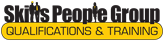 Skills People Group
QUALIFICATIONS & TRAINING